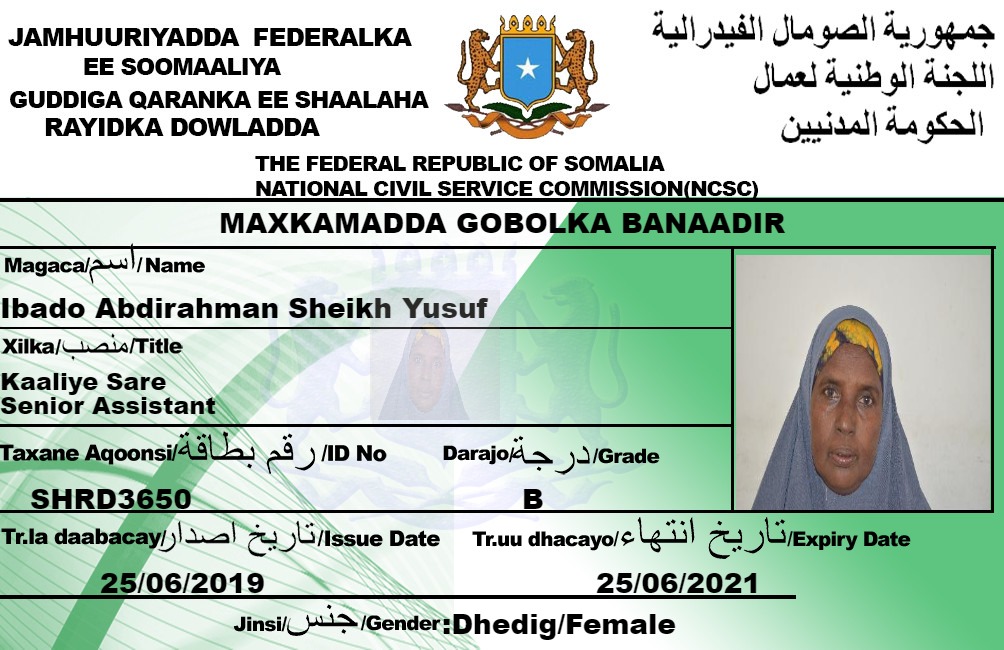 JAMHUURIYADDA FEDERALKA
EE SOOMAALIYA
GUDDIGA QARANKA EE SHAALAHA
RAYIDKA DOWLADDA
جمهورية الصومال الفيدرالية
اللجنة الوطنية لعمال
الحكومة المدنيين
THE FEDERAL REPUBLIC OF SOMALIA
NATIONAL CIVIL SERVICE COMMISSION(NCSC)
MAXKAMADDA GOBOLKA BANAADIR
Magaca/اسم/Name
Ibado Abdirahman Sheikh Yusuf
Xilka/منصب/Title
Kaaliye Sare
Senior Assistant
Taxane Aqoonsi/رقم بطاقة/ID No Darajo/درجة/Grade
SHRD3650 B
Tr.la daabacay/تاريخ اصدار/Issue Date Tr.uu dhacayo/تاريخ انتهاء/Expiry Date
25/06/2019 25/06/2021
Jinsi/جنس/Gender:Dhedig/Female